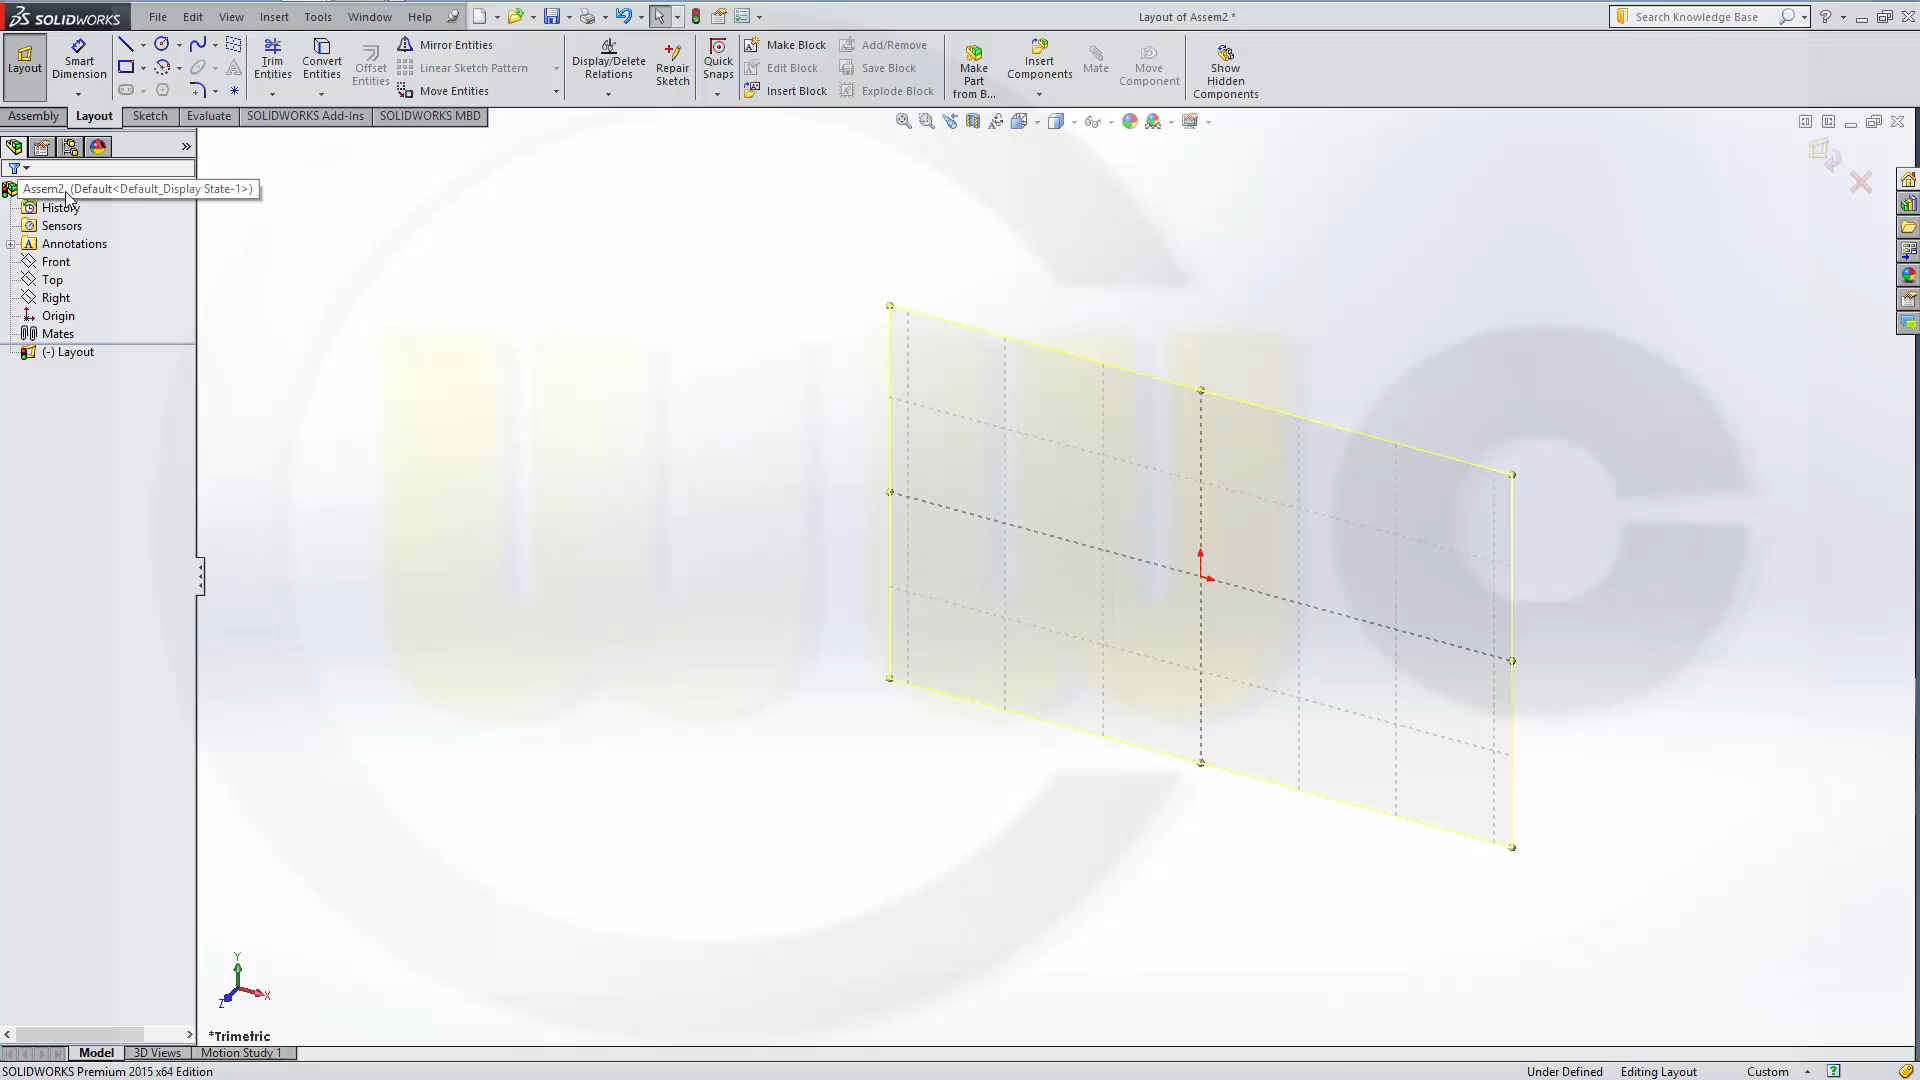 SOLIDWORKS File Edit View Insert Tools Window Help Layout of Assem2 * Search Knowledge Base
Layout Smart Dimension Trim Entities Convert Entities Offset Entities Mirror Entities Linear Sketch Pattern Move Entities Display/Delete Relations Repair Sketch Quick Snaps Make Block Edit Block Insert Block Add/Remove Save Block Explode Block Make Part from B... Insert Components Mate Move Component Show Hidden Components
Assembly Layout Sketch Evaluate SOLIDWORKS Add-Ins SOLIDWORKS MBD
Assem2 (Default<Default_Display State-1>)
History
Sensors
A Annotations
Front
Top
Right
Origin
Mates
(-) Layout
Y
X
Z
*Trimetric
Model 3D Views Motion Study 1
SOLIDWORKS Premium 2015 x64 Edition Under Defined Editing Layout Custom